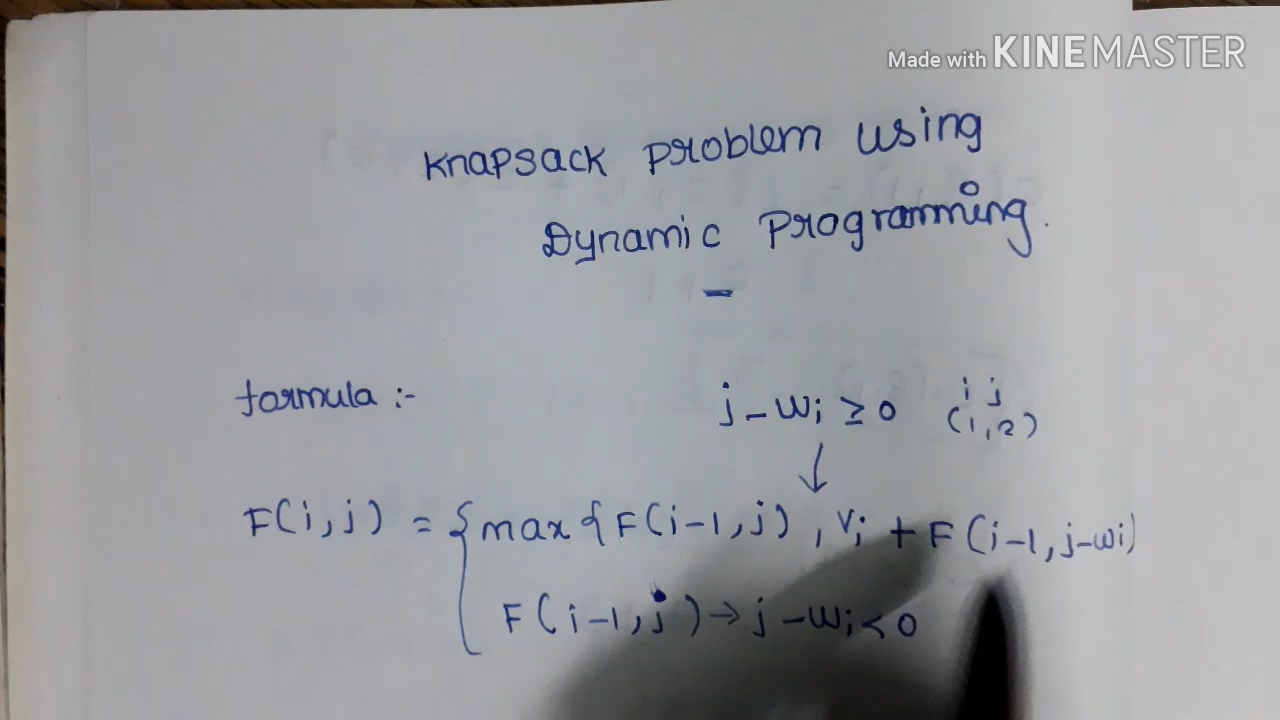 Made with KINEMASTER
Knapsack problem using
Dynamic Programming.
formula :-
j - wi ≥ 0
i j
(1,2)
F(i,j) = { max { F(i-1,j) , vi + F(i-1, j-wi)
F(i-1,j) → j - wi < 0